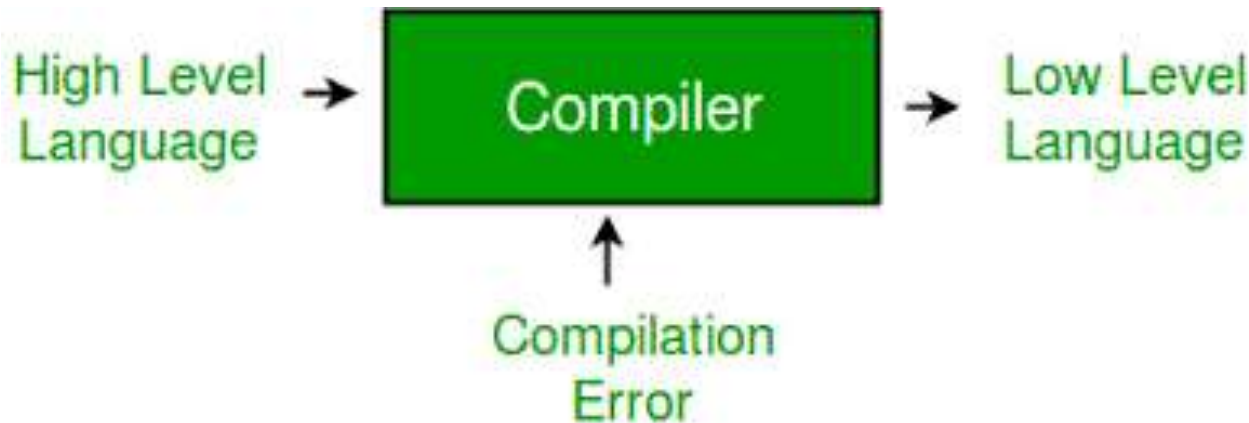 High Level
Language
Compiler
Low Level
Language
Compilation
Error